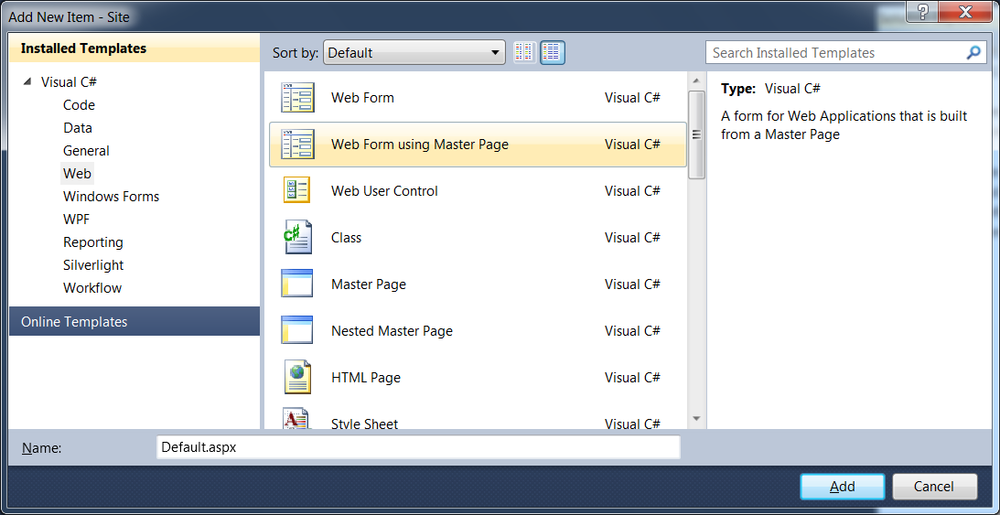 Add New Item - Site
Installed Templates
Visual C#
Code
Data
General
Web
Windows Forms
WPF
Reporting
Silverlight
Workflow
Online Templates
Sort by: Default
Web Form Visual C#
Web Form using Master Page Visual C#
Web User Control Visual C#
Class Visual C#
Master Page Visual C#
Nested Master Page Visual C#
HTML Page Visual C#
Style Sheet Visual C#
Search Installed Templates
Type: Visual C#
A form for Web Applications that is built
from a Master Page
Name: Default.aspx
Add Cancel